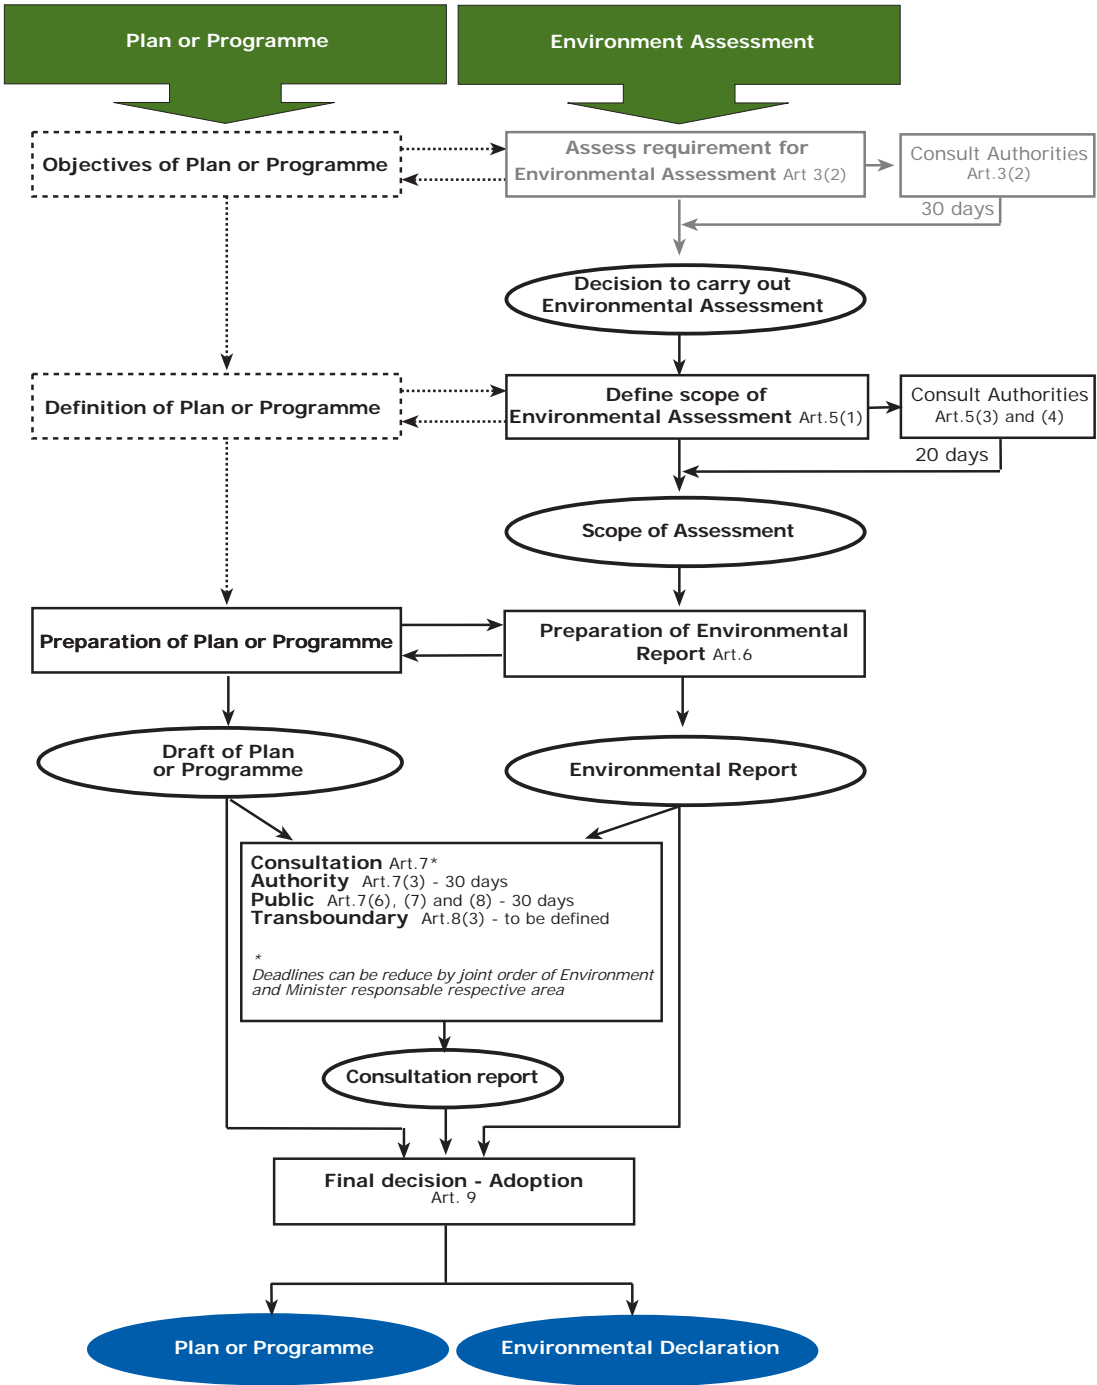 Plan or Programme
Environment Assessment
Objectives of Plan or Programme
Assess requirement for
Environmental Assessment Art 3(2)
Consult Authorities
Art.3(2)
30 days
Decision to carry out
Environmental Assessment
Definition of Plan or Programme
Define scope of
Environmental Assessment Art.5(1)
Consult Authorities
Art.5(3) and (4)
20 days
Scope of Assessment
Preparation of Plan or Programme
Preparation of Environmental
Report Art.6
Draft of Plan
or Programme
Environmental Report
Consultation Art.7*
Authority Art.7(3) - 30 days
Public Art.7(6), (7) and (8) - 30 days
Transboundary Art.8(3) - to be defined
*
Deadlines can be reduce by joint order of Environment
and Minister responsable respective area
Consultation report
Final decision - Adoption
Art. 9
Plan or Programme
Environmental Declaration